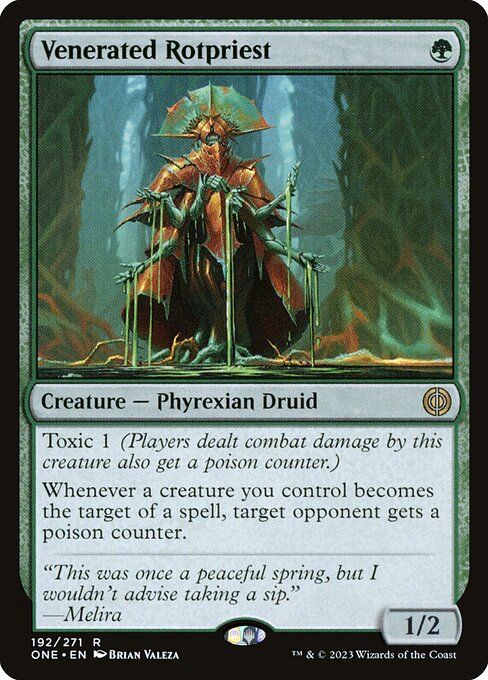 Venerated Rotpriest
Creature — Phyrexian Druid
Toxic 1 (Players dealt combat damage by this
creature also get a poison counter.)
Whenever a creature you control becomes
the target of a spell, target opponent gets a
poison counter.
“This was once a peaceful spring, but I
wouldn’t advise taking a sip.”
—Melira
1/2
192/271 R
ONE • EN Brian Valeza
™ & © 2023 Wizards of the Coast